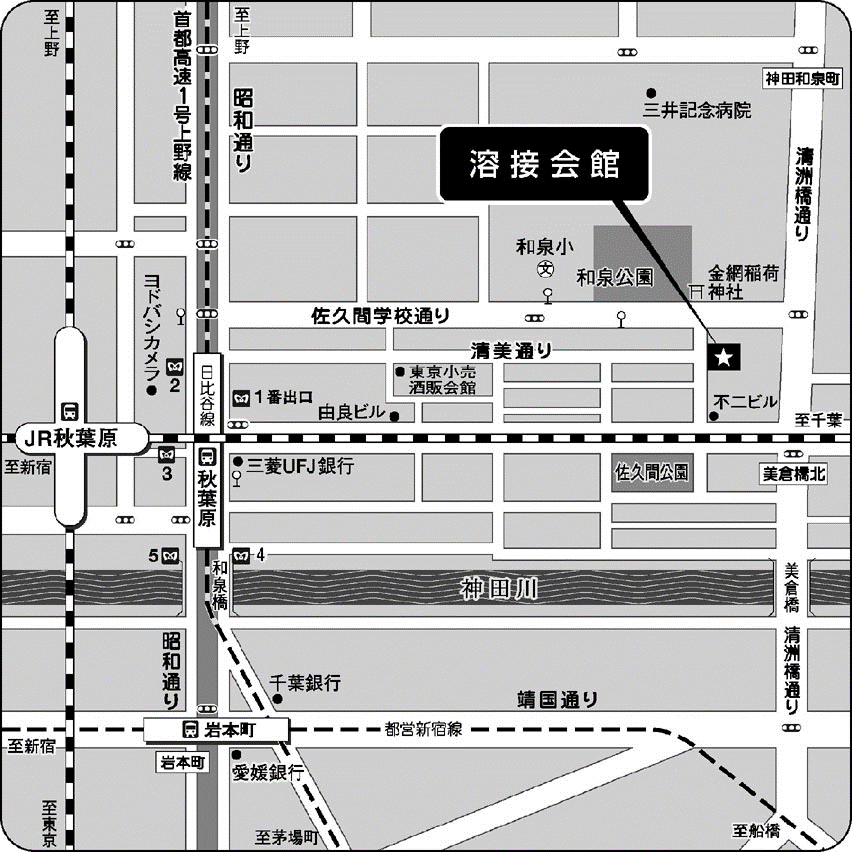 至上野
首都高速1号上野線
至上野
昭和通り
神田和泉町
三井記念病院
溶接会館
清洲橋通り
和泉小
文
和泉公園
金網稲荷
神社
ヨドバシカメラ
佐久間学校通り
清美通り
日比谷線
2
1番出口
東京小売
酒販会館
由良ビル
不二ビル
至千葉
JR秋葉原
至新宿
3
秋葉原
三菱UFJ銀行
佐久間公園
美倉橋北
5
4
和泉橋
神田川
美倉橋
昭和通り
清洲橋通り
千葉銀行
靖国通り
至新宿
岩本町
都営新宿線
岩本町
愛媛銀行
至東京
至茅場町
至船橋